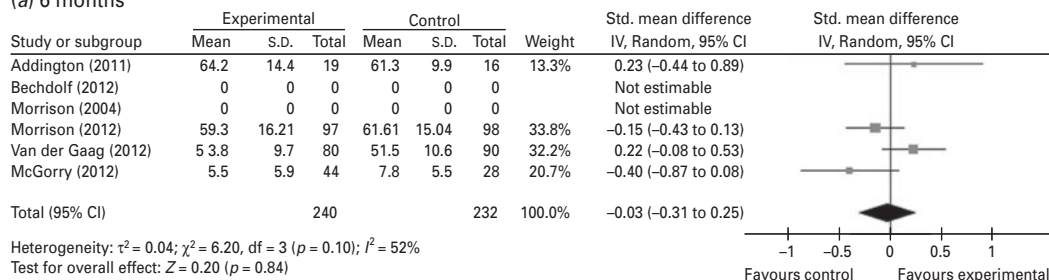 (a) 6 months
Experimental Control Std. mean difference Std. mean difference
Study or subgroup Mean S.D. Total Mean S.D. Total Weight IV, Random, 95% CI IV, Random, 95% CI
Addington (2011) 64.2 14.4 19 61.3 9.9 16 13.3% 0.23 (–0.44 to 0.89)
Bechdolf (2012) 0 0 0 0 0 0 Not estimable
Morrison (2004) 0 0 0 0 0 0 Not estimable
Morrison (2012) 59.3 16.21 97 61.61 15.04 98 33.8% –0.15 (–0.43 to 0.13)
Van der Gaag (2012) 5 3.8 9.7 80 51.5 10.6 90 32.2% 0.22 (–0.08 to 0.53)
McGorry (2012) 5.5 5.9 44 7.8 5.5 28 20.7% –0.40 (–0.87 to 0.08)
Total (95% CI) 240 232 100.0% -0.03 (–0.31 to 0.25)
Heterogeneity: τ² = 0.04; χ² = 6.20, df = 3 (p = 0.10); I² = 52%
Test for overall effect: Z = 0.20 (p = 0.84)
–1 –0.5 0 0.5 1
Favours control Favours experimental